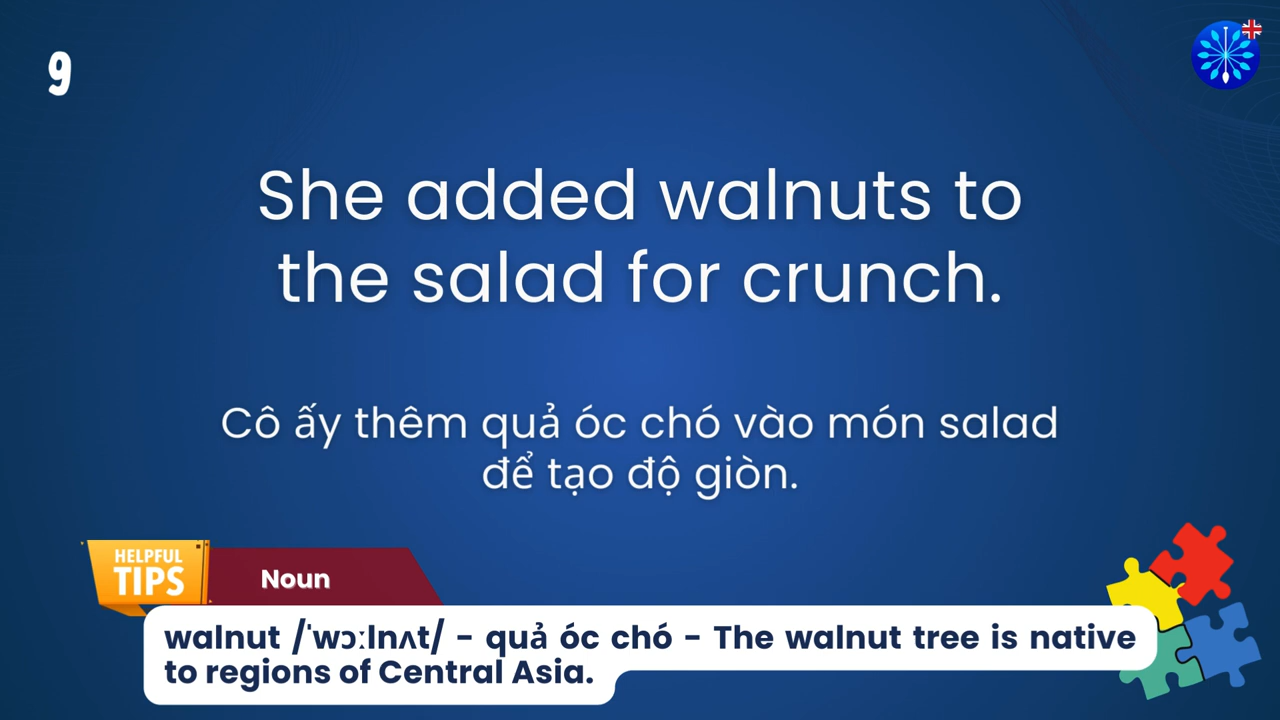 9
She added walnuts to
the salad for crunch.
Cô ấy thêm quả óc chó vào món salad
để tạo độ giòn.
HELPFUL
TIPS
Noun
walnut /ˈwɔːlnʌt/ - quả óc chó - The walnut tree is native
to regions of Central Asia.